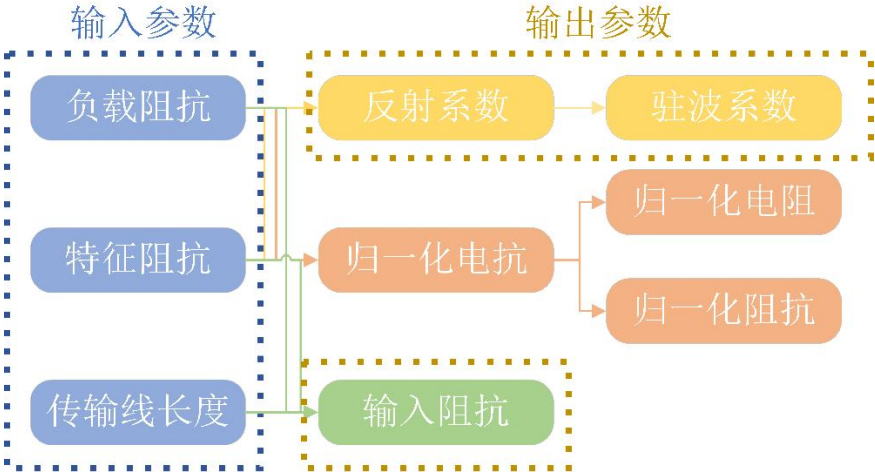 输入参数
输出参数
负载阻抗
反射系数
驻波系数
归一化电阻
特征阻抗
归一化电抗
归一化阻抗
传输线长度
输入阻抗